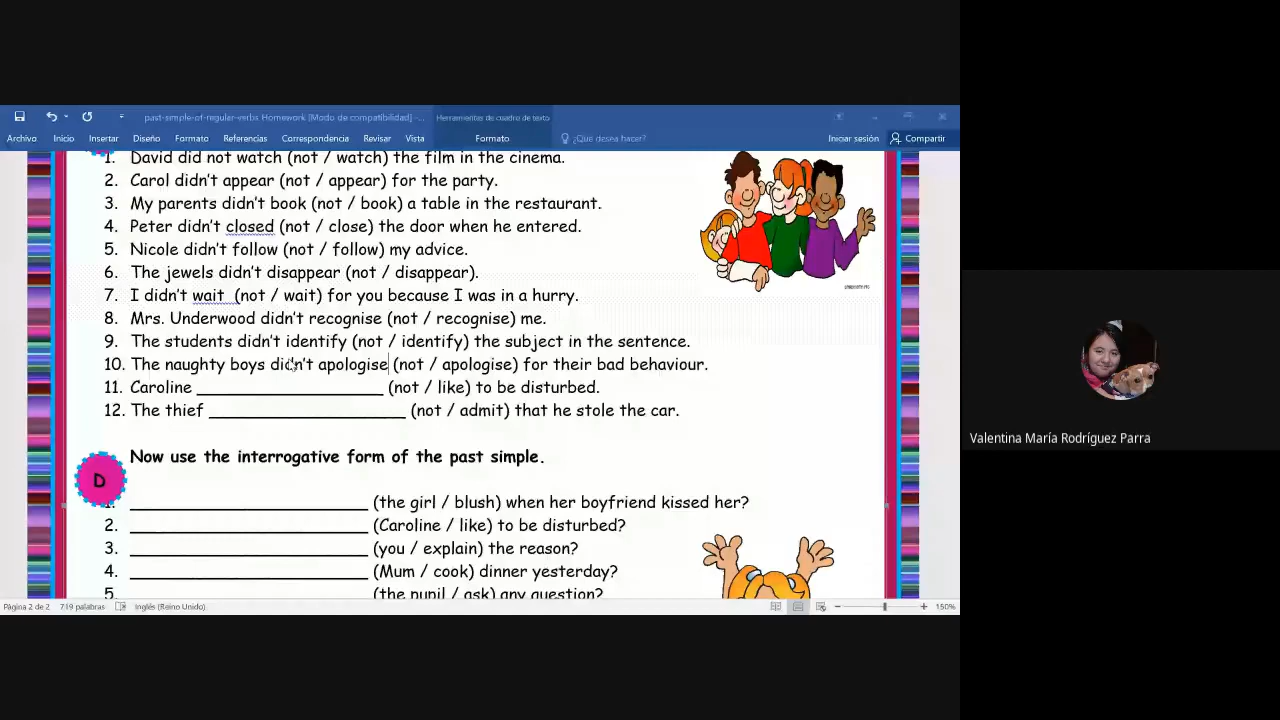 past-simple-of-regular-verbs Homework [Modo de compatibilidad] -...
Herramientas de cuadro de texto
Archivo Inicio Insertar Diseño Formato Referencias Correspondencia Revisar Vista Formato ¿Qué desea hacer? Iniciar sesión Compartir
1. David did not watch (not / watch) the film in the cinema.
2. Carol didn't appear (not / appear) for the party.
3. My parents didn't book (not / book) a table in the restaurant.
4. Peter didn't closed (not / close) the door when he entered.
5. Nicole didn't follow (not / follow) my advice.
6. The jewels didn't disappear (not / disappear).
7. I didn't wait (not / wait) for you because I was in a hurry.
8. Mrs. Underwood didn't recognise (not / recognise) me.
9. The students didn't identify (not / identify) the subject in the sentence.
10. The naughty boys didn't apologise (not / apologise) for their bad behaviour.
11. Caroline ____________________ (not / like) to be disturbed.
12. The thief _____________________ (not / admit) that he stole the car.
Now use the interrogative form of the past simple.
D
1. _________________________ (the girl / blush) when her boyfriend kissed her?
2. _________________________ (Caroline / like) to be disturbed?
3. _________________________ (you / explain) the reason?
4. _________________________ (Mum / cook) dinner yesterday?
5. (the pupil / ask) any question?
Página 2 de 2 719 palabras Inglés (Reino Unido) 150%
Valentina María Rodríguez Parra